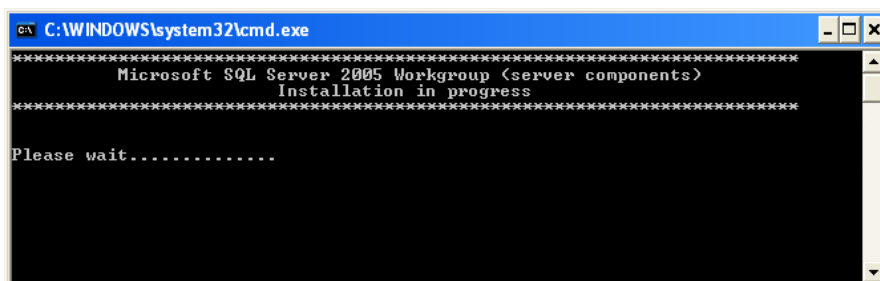 C:\WINDOWS\system32\cmd.exe
******************************************************************************
Microsoft SQL Server 2005 Workgroup (server components)
Installation in progress
******************************************************************************
Please wait..............